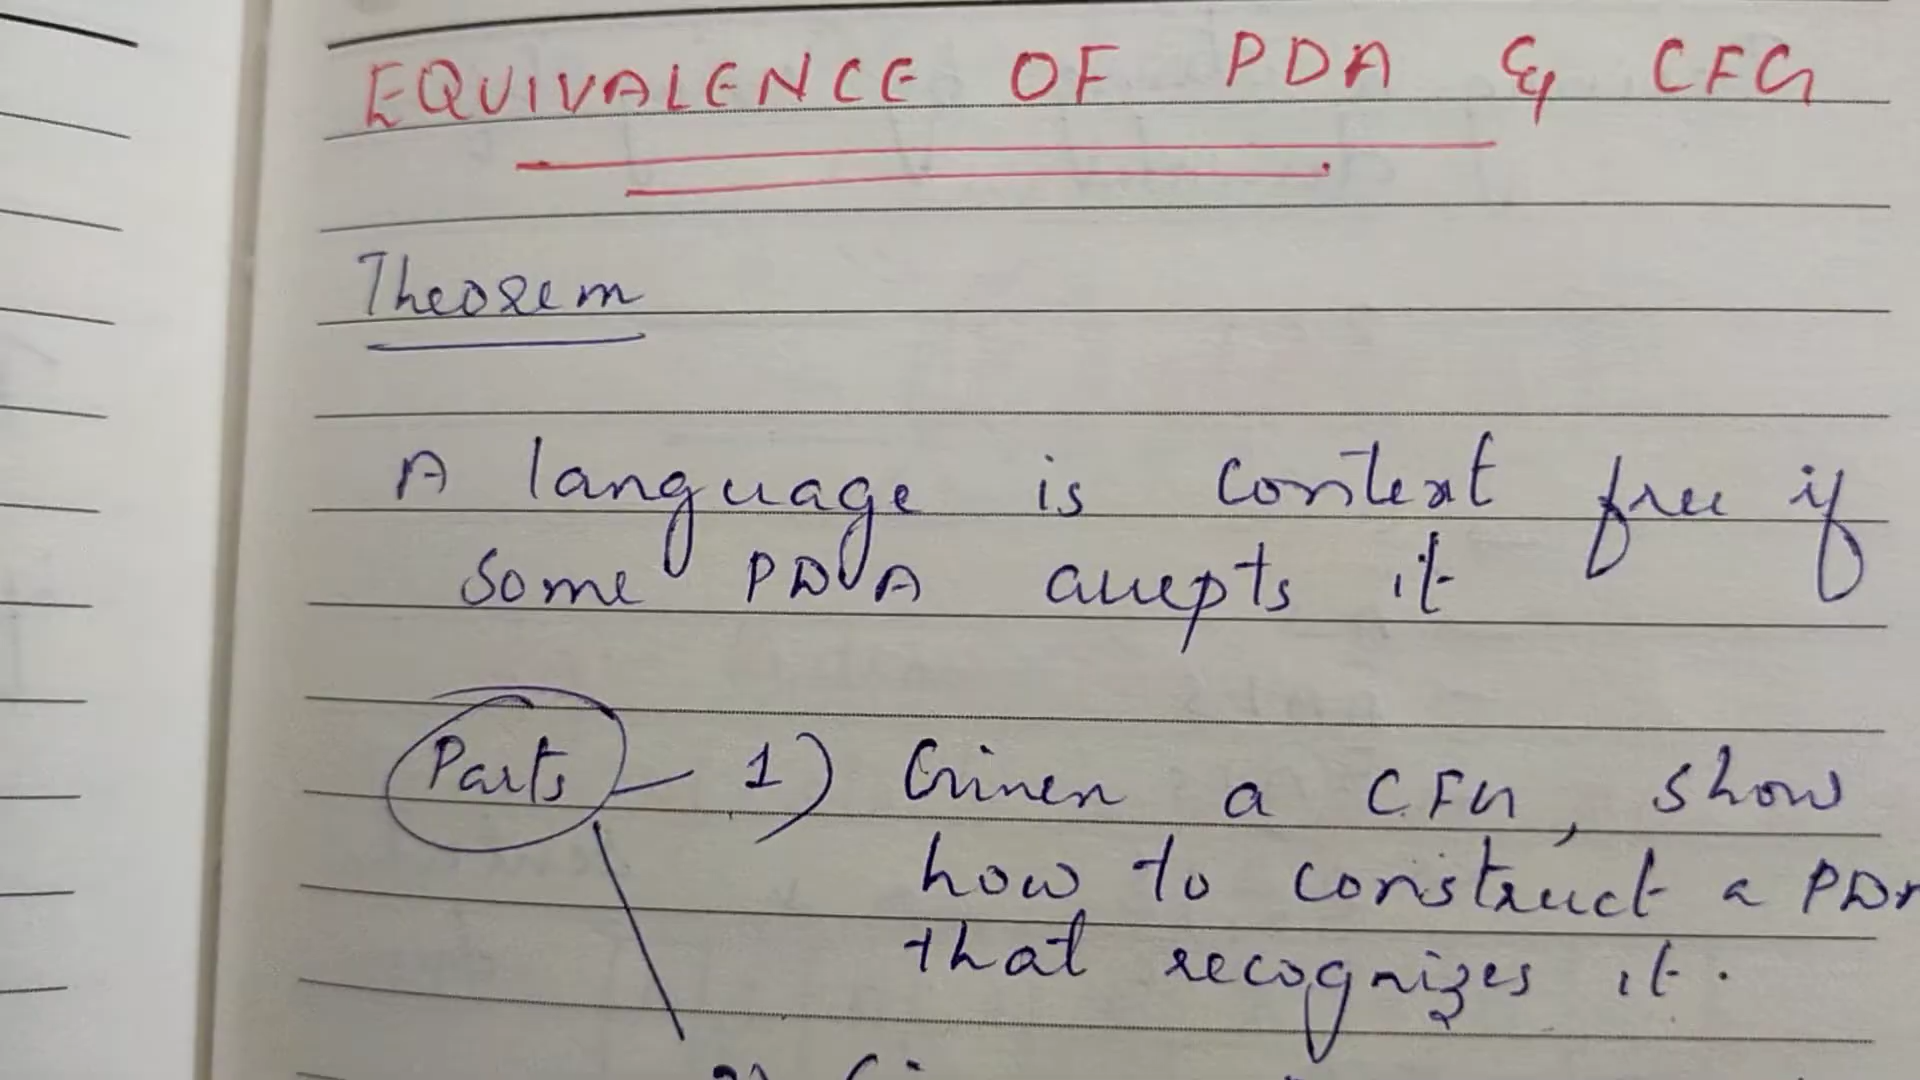 EQUIVALENCE OF PDA & CFG
Theorem
A language is context free if
some PDA accepts it
Parts - 1) Given a CFG, show
how to construct a PDA
that recognizes it.
2)